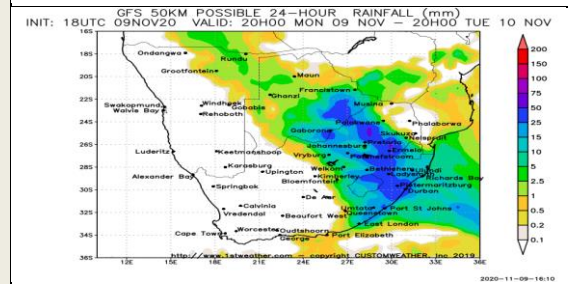 GFS 50KM POSSIBLE 24-HOUR RAINFALL (mm)
INIT: 18UTC 09NOV20 VALID: 20H00 MON 09 NOV - 20H00 TUE 10 NOV
16S
18S
20S
22S
24S
26S
28S
30S
32S
34S
36S
12E 15E 18E 21E 24E 27E 30E 33E 36E
Ondangwa
Rundu
Grootfontein
Maun
Ghanzi
Francistown
Swakopmund
Walvis Bay
Windhoek
Gobabis
Rehoboth
Musina
Polokwane
Phalaborwa
Gaborone
Skukuza
Nelspruit
Johannesburg
Pretoria
Ermelo
Luderitz
Keetmanshoop
Vryburg
Potchefstroom
Karasburg
Welkom
Bethlehem
Ladysmith
Ulundi
Richards Bay
Alexander Bay
Upington
Kimberley
Bloemfontein
Springbok
Pietermaritzburg
Durban
De Aar
Calvinia
Vredendal
Umtata
Port St Johns
Beaufort West
Queenstown
East London
Cape Town
Worcester
Oudtshoorn
George
Port Elizabeth
http://www.1stweather.com - copyright CUSTOMWEATHER, Inc 2019
200
150
100
75
50
25
15
10
5
2.5
1
0.5
0.2
0.1
2020-11-09-16:10